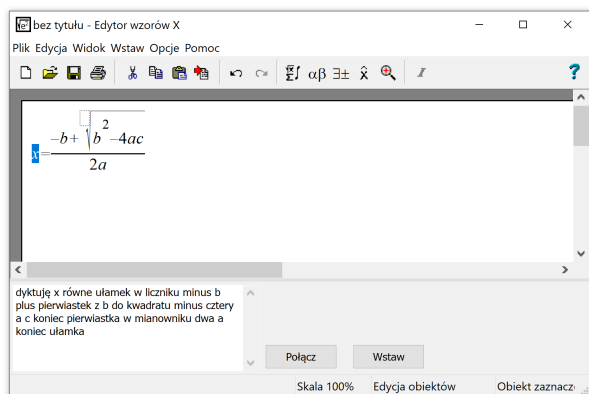 bez tytułu - Edytor wzorów X
Plik Edycja Widok Wstaw Opcje Pomoc
αβ ∃± x̂ I ?
x=(-b+√(b²-4ac))/(2a)
dyktuję x równe ułamek w liczniku minus b
plus pierwiastek z b do kwadratu minus cztery
a c koniec pierwiastka w mianowniku dwa a
koniec ułamka
Połącz Wstaw
Skala 100% Edycja obiektów Obiekt zaznacz